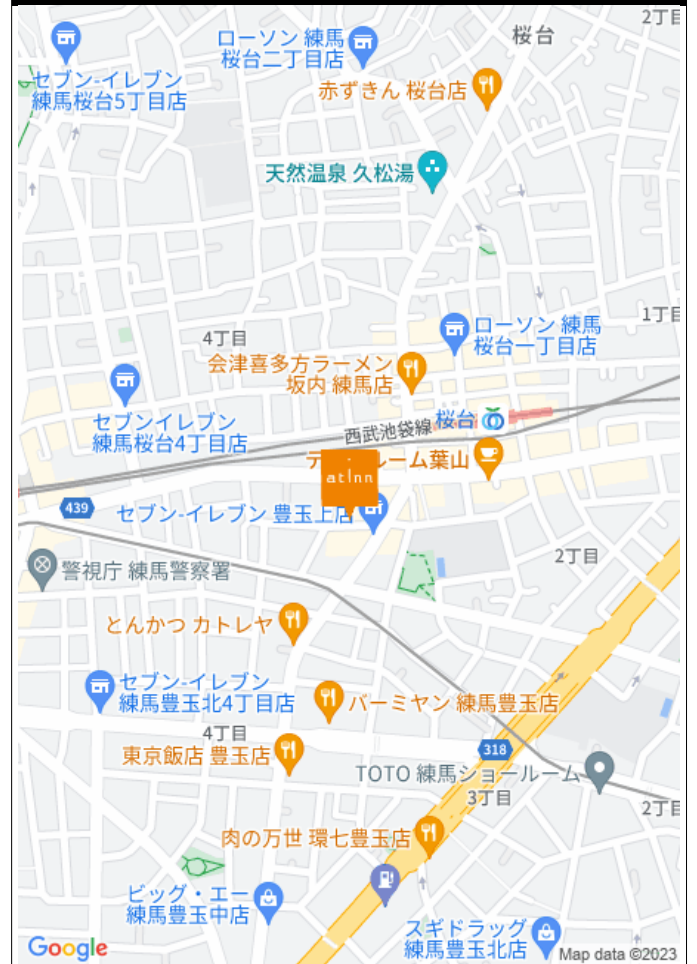 2丁目
桜台
ローソン 練馬
桜台二丁目店
セブン-イレブン
練馬桜台5丁目店
赤ずきん 桜台店
天然温泉 久松湯
1丁目
ローソン 練馬
桜台一丁目店
4丁目
会津喜多方ラーメン
坂内 練馬店
セブンイレブン
練馬桜台4丁目店
桜台
西武池袋線
ルーム葉山
atInn
439
セブン-イレブン 豊玉上店
2丁目
警視庁 練馬警察署
とんかつ カトレヤ
セブン-イレブン
練馬豊玉北4丁目店
バーミヤン 練馬豊玉店
4丁目
東京飯店 豊玉店
318
TOTO 練馬ショールーム
3丁目
2丁目
肉の万世 環七豊玉店
ビッグ・エー
練馬豊玉中店
スギドラッグ
練馬豊玉北店
Google
Map data ©2023